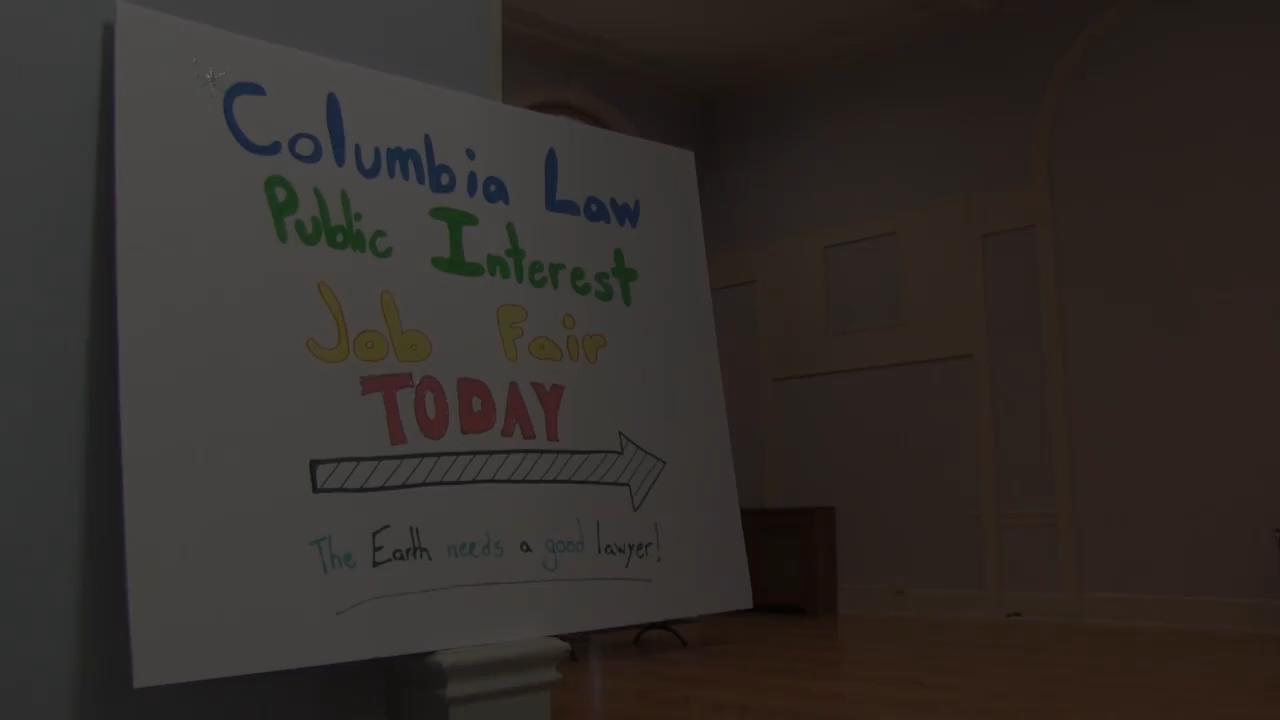 Columbia Law
Public Interest
Job Fair
TODAY
The Earth needs a good lawyer!